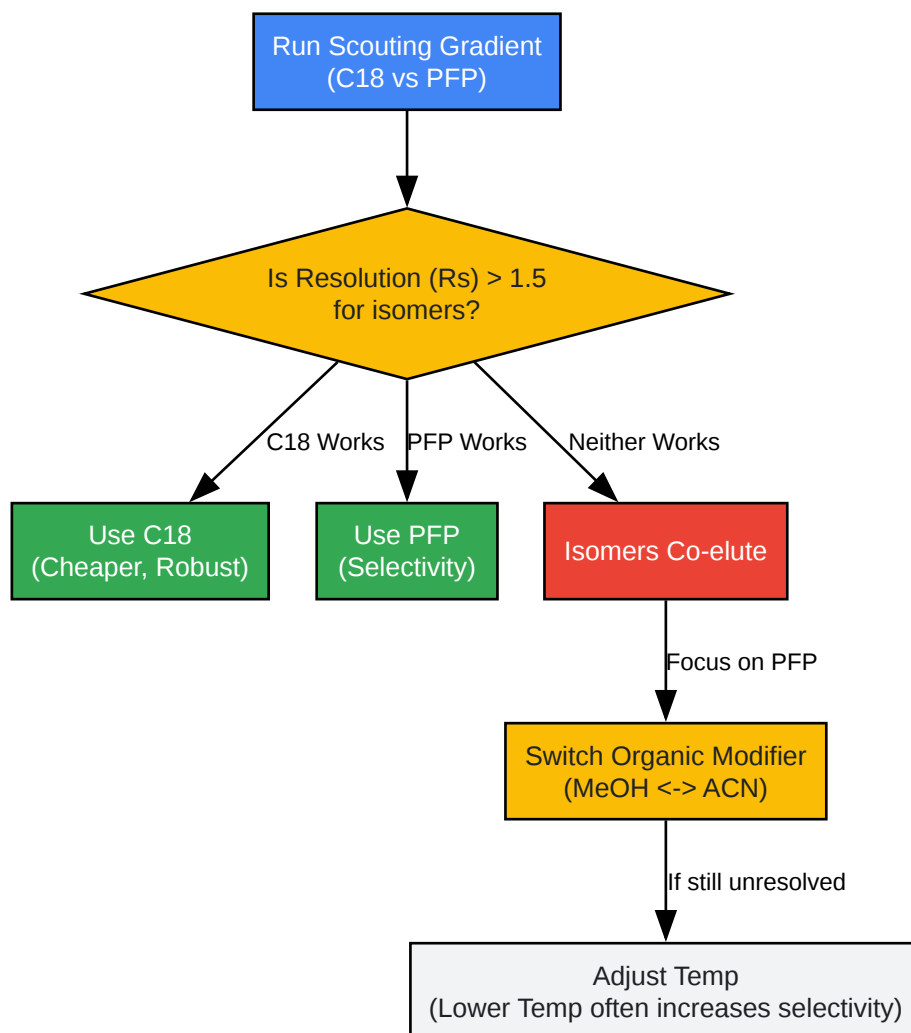 Run Scouting Gradient
(C18 vs PFP)
Is Resolution (Rs) > 1.5
for isomers?
C18 Works
PFP Works
Neither Works
Use C18
(Cheaper, Robust)
Use PFP
(Selectivity)
Isomers Co-elute
Focus on PFP
Switch Organic Modifier
(MeOH <-> ACN)
If still unresolved
Adjust Temp
(Lower Temp often increases selectivity)